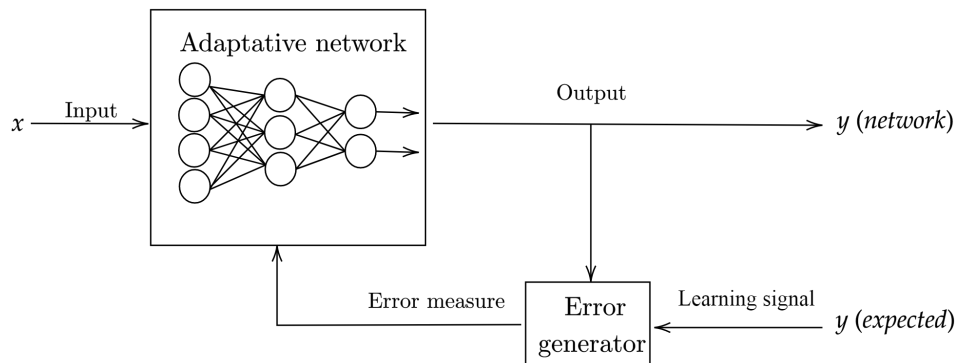 Adaptative network
Output
Input
x
y (network)
Error measure
Error
generator
Learning signal
y (expected)